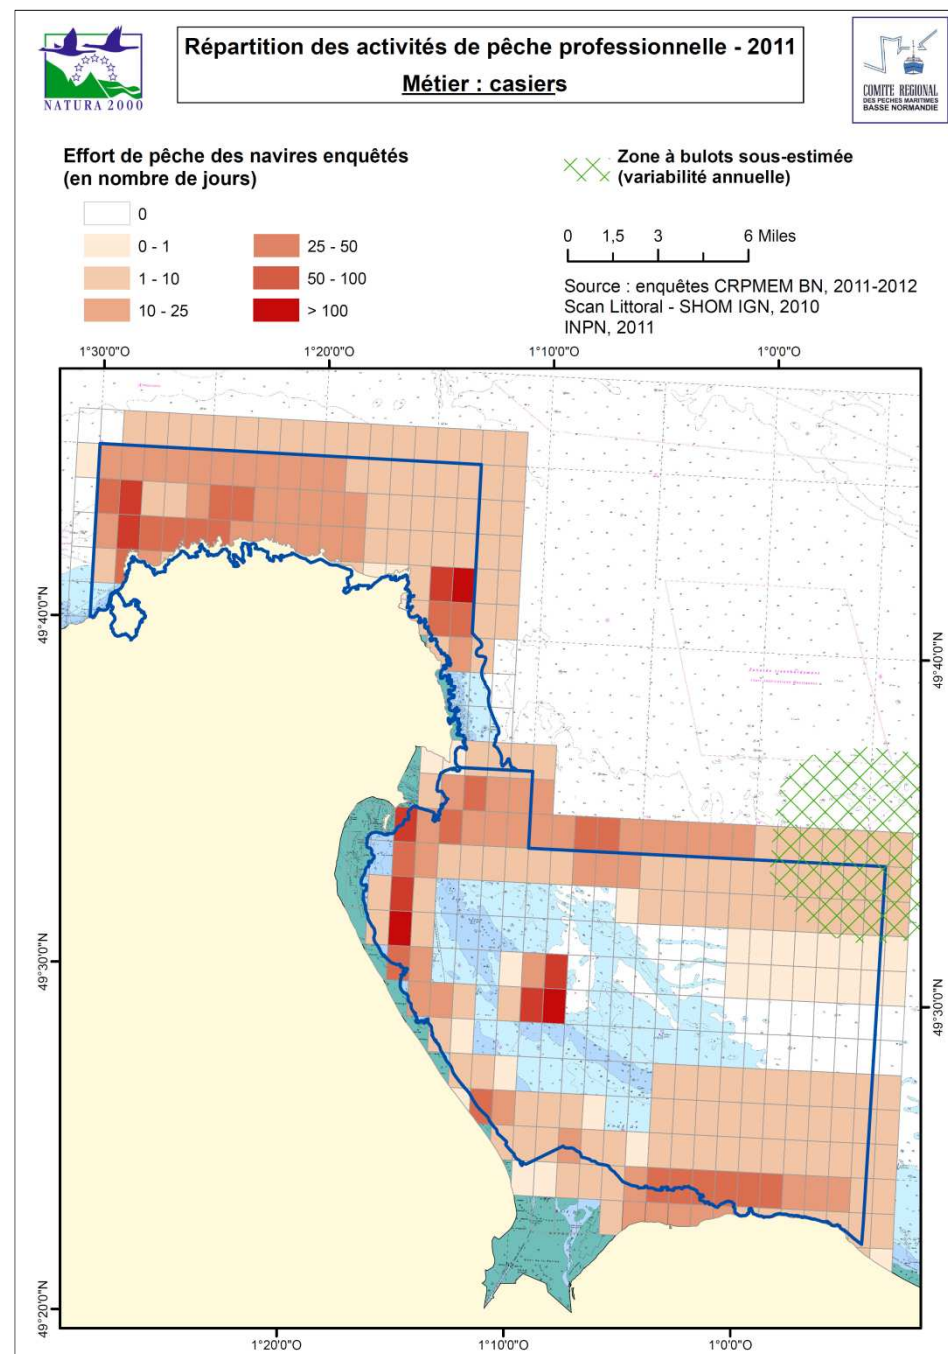 Répartition des activités de pêche professionnelle - 2011
Métier : casiers
NATURA 2000
COMITE REGIONAL
DES PECHES MARITIMES
BASSE NORMANDIE
Effort de pêche des navires enquêtés
(en nombre de jours)
0
0 - 1
1 - 10
10 - 25
25 - 50
50 - 100
> 100
Zone à bulots sous-estimée
(variabilité annuelle)
0 1,5 3 6 Miles
Source : enquêtes CRPMEM BN, 2011-2012
Scan Littoral - SHOM IGN, 2010
INPN, 2011
1°30'0"O 1°20'0"O 1°10'0"O 1°0'0"O
49°40'0"N
49°40'0"N
49°30'0"N
49°30'0"N
49°20'0"N
1°20'0"O 1°10'0"O 1°0'0"O